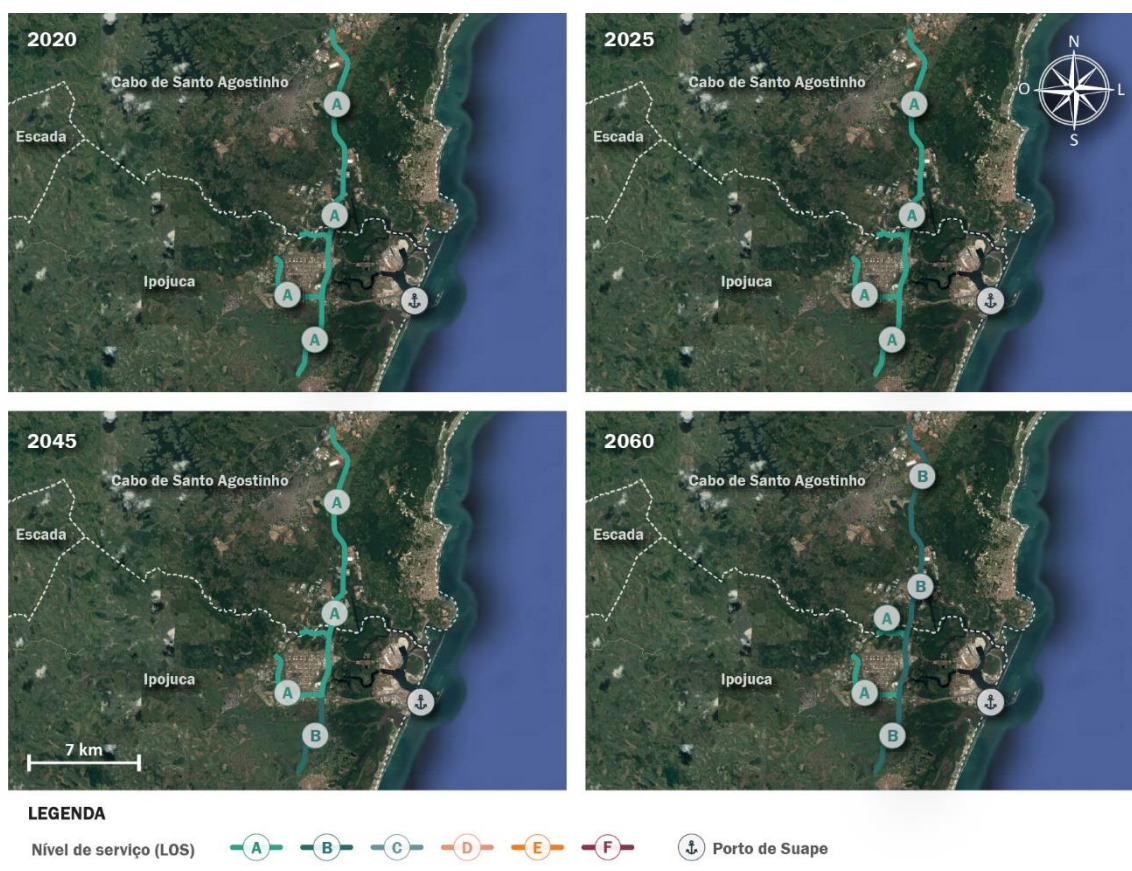 2020
Cabo de Santo Agostinho
Escada
Ipojuca
A
A
A
A
2025
Cabo de Santo Agostinho
Escada
Ipojuca
A
A
A
A
N
O
L
S
2045
Cabo de Santo Agostinho
Escada
Ipojuca
A
A
A
B
7 km
2060
Cabo de Santo Agostinho
Escada
Ipojuca
B
B
A
A
B
LEGENDA
Nível de serviço (LOS) A B C D E F Porto de Suape